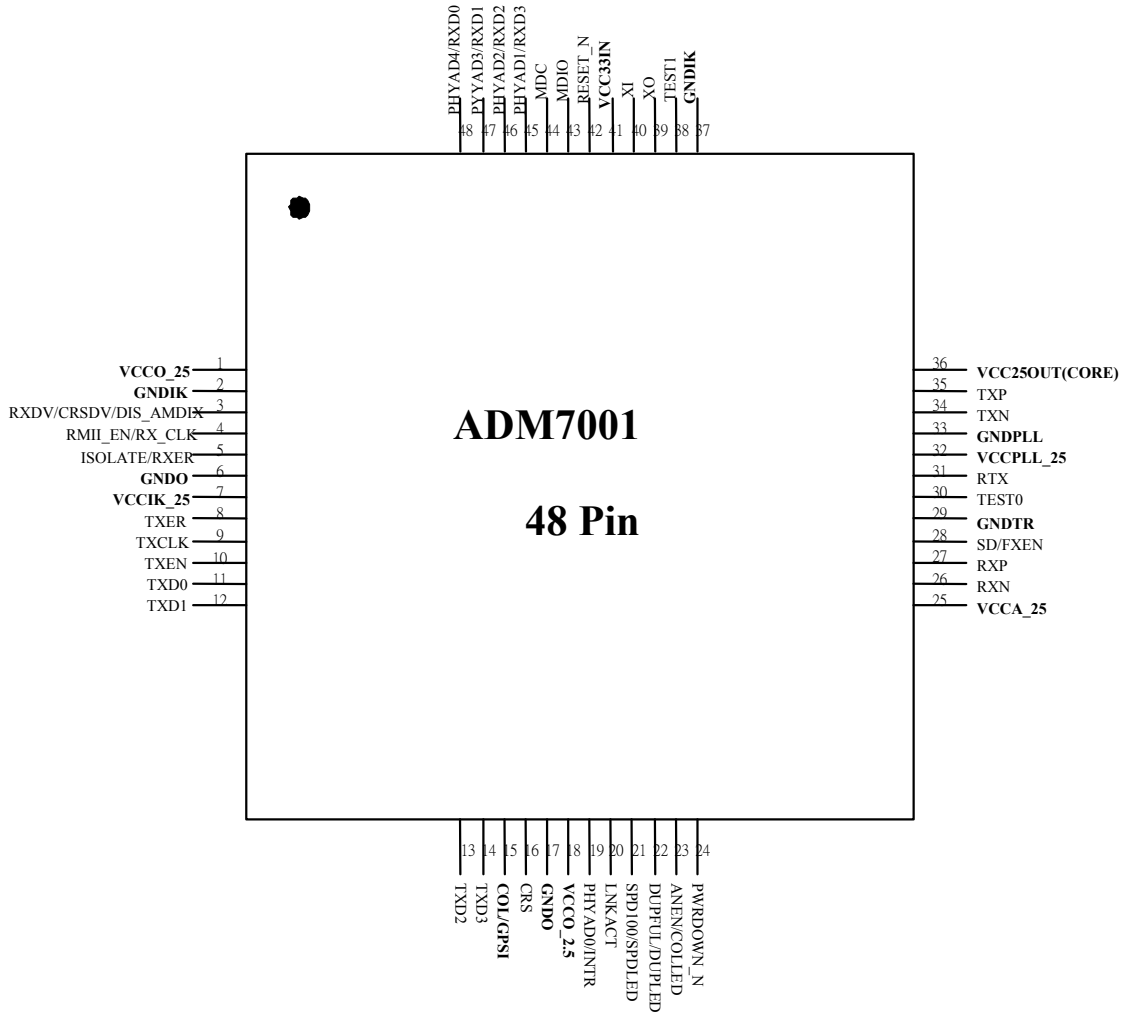 PHYAD4/RXD0
PYYAD3/RXD1
PHYAD2/RXD2
PHYAD1/RXD3
MDC
MDIO
RESET_N
VCC33IN
XI
XO
TEST1
GNDIK
48
47
46
45
44
43
42
41
40
39
38
37
VCCO_25 1
GNDIK 2
RXDV/CRSDV/DIS_AMDIX 3
RMII_EN/RX_CLK 4
ISOLATE/RXER 5
GNDO 6
VCCIK_25 7
TXER 8
TXCLK 9
TXEN 10
TXD0 11
TXD1 12
ADM7001
48 Pin
36 VCC25OUT(CORE)
35 TXP
34 TXN
33 GNDPLL
32 VCCPLL_25
31 RTX
30 TEST0
29 GNDTR
28 SD/FXEN
27 RXP
26 RXN
25 VCCA_25
13
14
15
16
17
18
19
20
21
22
23
24
TXD2
TXD3
COL/GPSI
CRS
GNDO
VCCO_2.5
PHYAD0/INTR
LNKACT
SPD100/SPDLED
DUPFUL/DUPLED
ANEN/COLLED
PWRDOWN_N